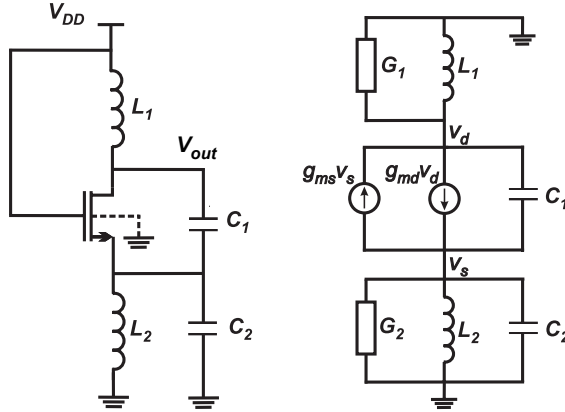 V_DD
L_1
V_out
C_1
L_2
C_2
G_1
L_1
v_d
g_ms v_s
g_md v_d
C_1
v_s
G_2
L_2
C_2